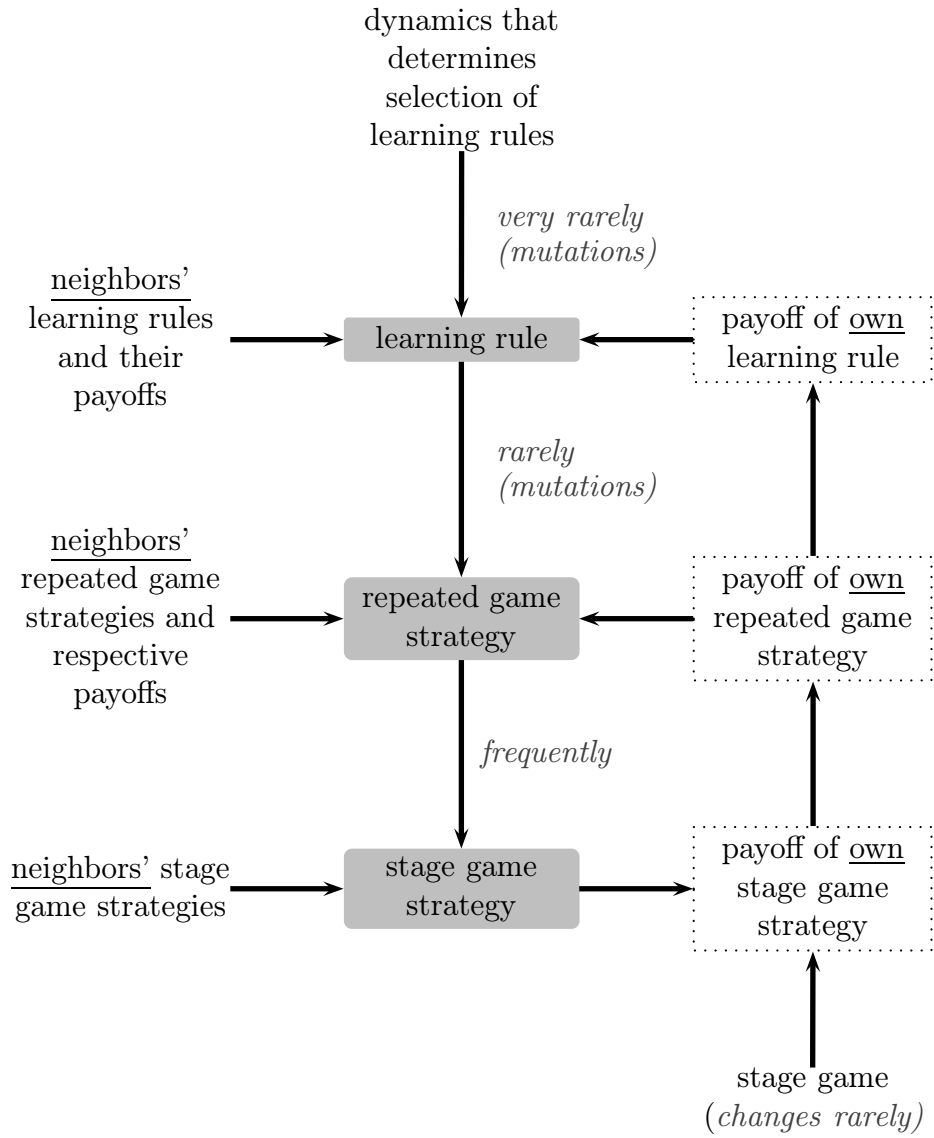 dynamics that
determines
selection of
learning rules
very rarely
(mutations)
neighbors'
learning rules
and their
payoffs
learning rule
payoff of own
learning rule
rarely
(mutations)
neighbors'
repeated game
strategies and
respective
payoffs
repeated game
strategy
payoff of own
repeated game
strategy
frequently
neighbors' stage
game strategies
stage game
strategy
payoff of own
stage game
strategy
stage game
(changes rarely)